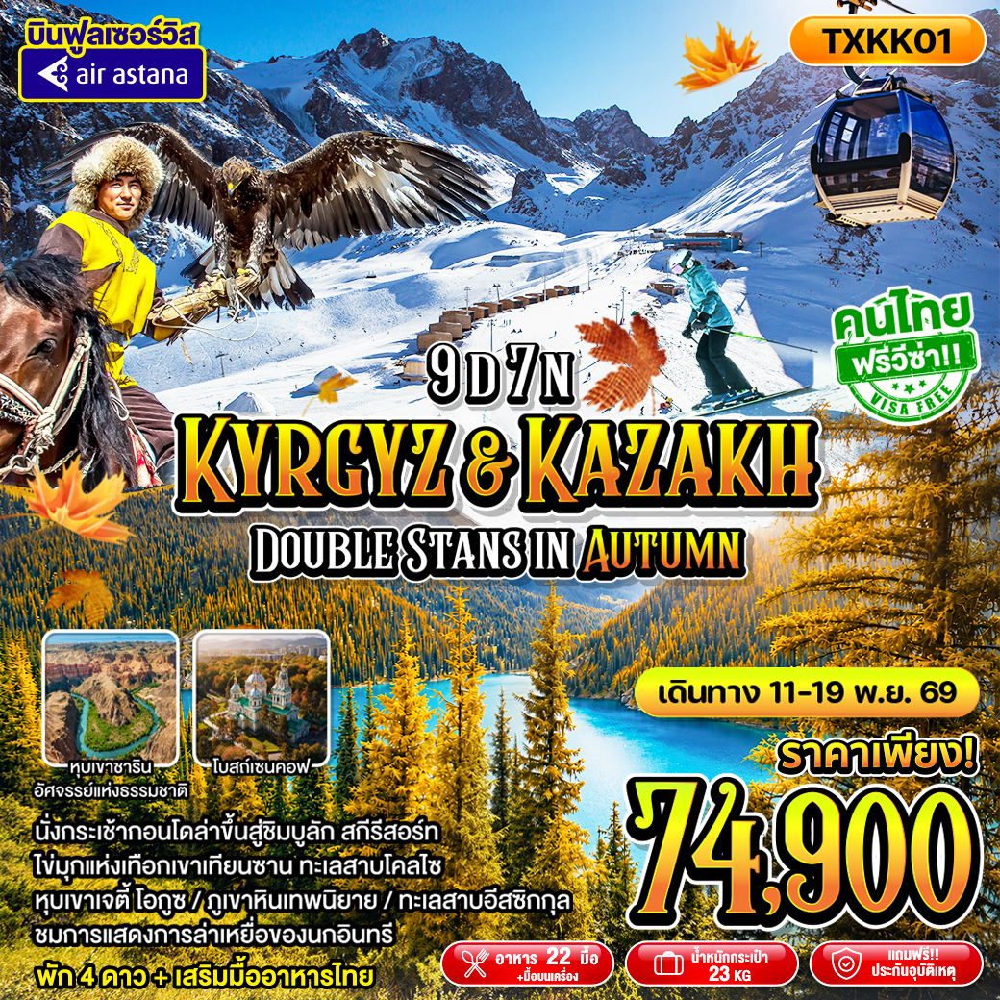 บินฟูลเซอร์วิส
air astana
TXKK01
คนไทย
ฟรีวีซ่า!!
VISA FREE
9D7N
KYRGYZ & KAZAKH
DOUBLE STANS IN AUTUMN
หุบเขาชาริน
อัศจรรย์แห่งธรรมชาติ
โบสถ์เซนคอฟ
เดินทาง 11-19 พ.ย. 69
ราคาเพียง!
74,900
นั่งกระเช้ากอนโดล่าขึ้นสู่ชิมบูลัก สกีรีสอร์ท
ไข่มุกแห่งเทือกเขาเทียนซาน ทะเลสาบโคลไซ
หุบเขาเจตี้ โอกูซ / ภูเขาหินเทพนิยาย / ทะเลสาบอีสซิกกุล
ชมการแสดงการล่าเหยื่อของนกอินทรี
พัก 4 ดาว + เสริมมื้ออาหารไทย
อาหาร 22 มื้อ
+มื้อบนเครื่อง
น้ำหนักกระเป๋า
23 KG
แถมฟรี!!
ประกันอุบัติเหตุ